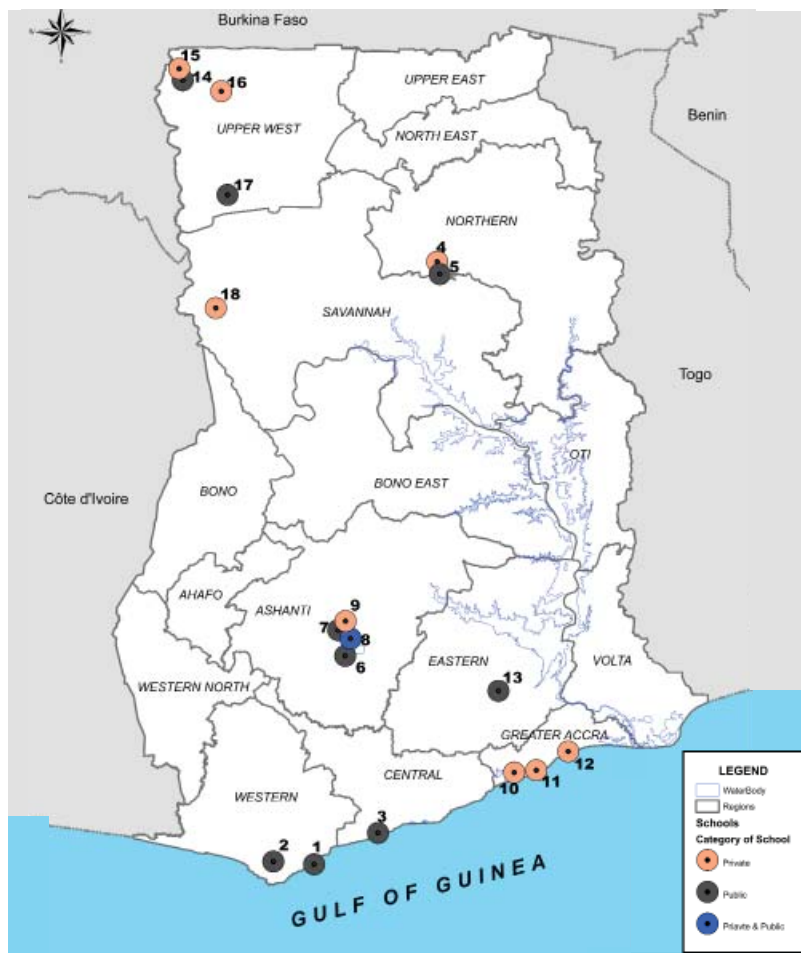 Burkina Faso
15
14
16
UPPER EAST
UPPER WEST
NORTH EAST
Benin
17
NORTHERN
4
5
18
SAVANNAH
Togo
OTI
BONO
BONO EAST
Côte d'Ivoire
AHAFO
ASHANTI
9
7
8
6
EASTERN
VOLTA
13
WESTERN NORTH
GREATER ACCRA
12
CENTRAL
10
11
WESTERN
3
2
1
GULF OF GUINEA
LEGEND
WaterBody
Regions
Schools
Category of School
Private
Public
Priavte & Public